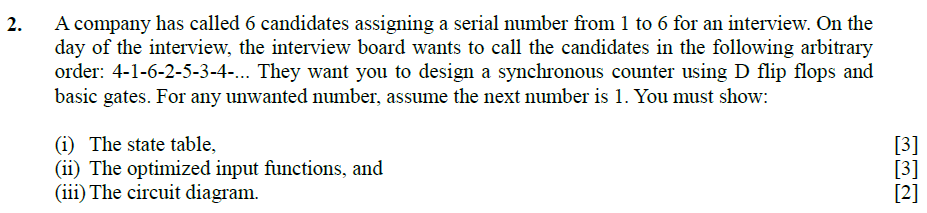 2. A company has called 6 candidates assigning a serial number from 1 to 6 for an interview. On the
day of the interview, the interview board wants to call the candidates in the following arbitrary
order: 4-1-6-2-5-3-4-... They want you to design a synchronous counter using D flip flops and
basic gates. For any unwanted number, assume the next number is 1. You must show:
(i) The state table, [3]
(ii) The optimized input functions, and [3]
(iii) The circuit diagram. [2]